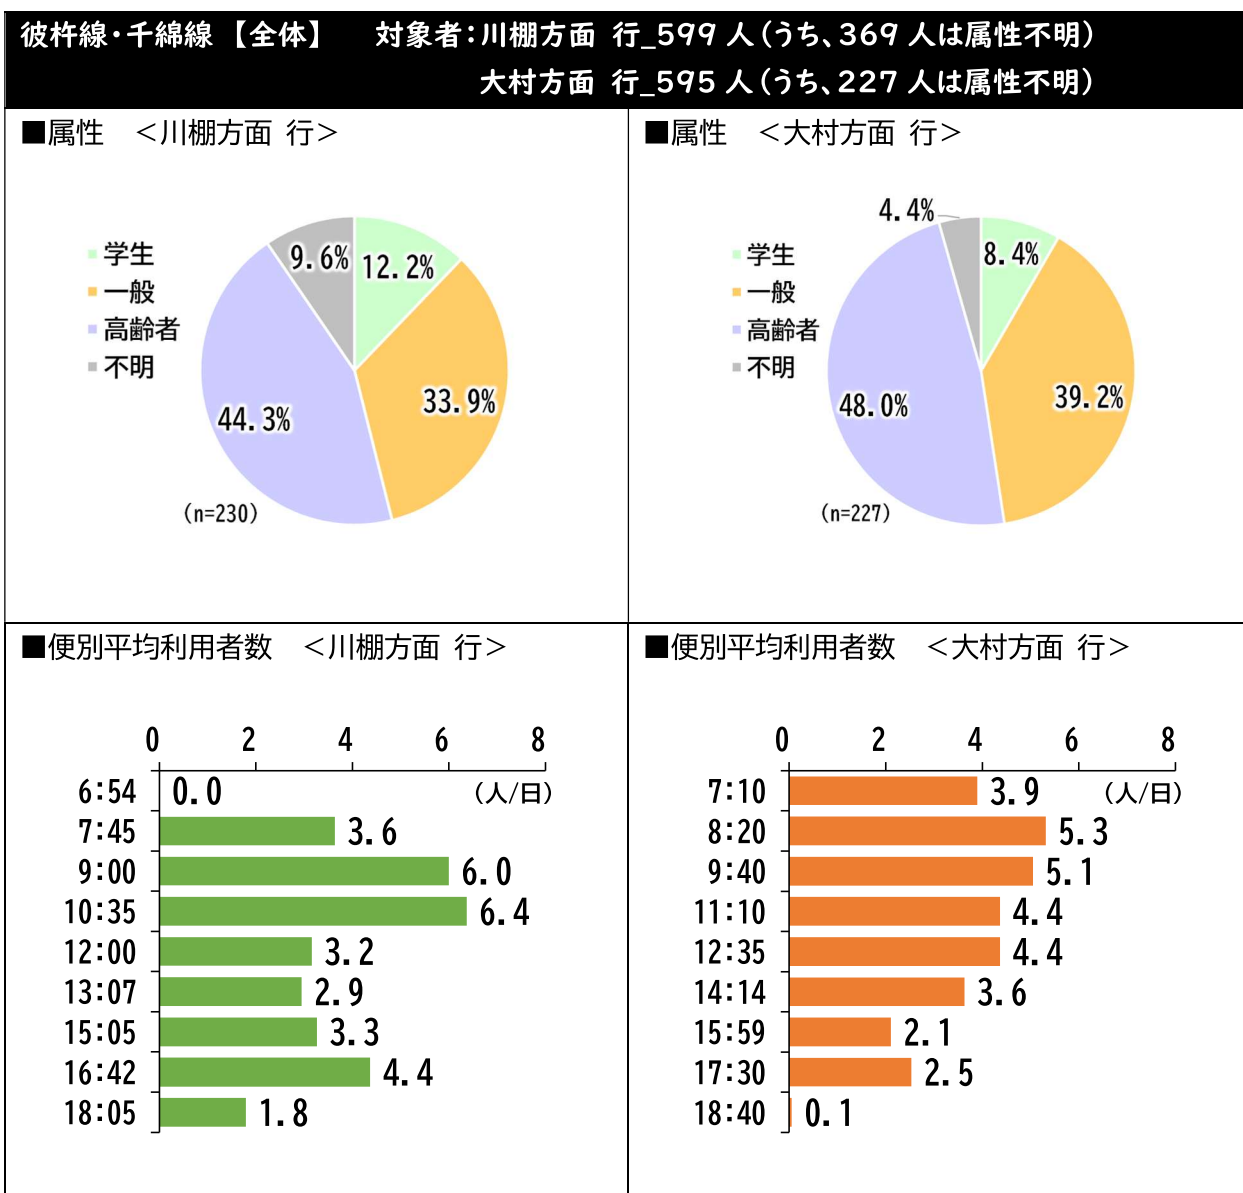 彼杵線・千綿線 【全体】 対象者：川棚方面 行_599 人（うち、369 人は属性不明）
大村方面 行_595 人（うち、227 人は属性不明）
■属性 ＜川棚方面 行＞
学生
一般
高齢者
不明
9.6%
12.2%
33.9%
44.3%
(n=230)
■属性 ＜大村方面 行＞
学生
一般
高齢者
不明
4.4%
8.4%
39.2%
48.0%
(n=227)
■便別平均利用者数 ＜川棚方面 行＞
0 2 4 6 8
(人/日)
6:54 0.0
7:45 3.6
9:00 6.0
10:35 6.4
12:00 3.2
13:07 2.9
15:05 3.3
16:42 4.4
18:05 1.8
■便別平均利用者数 ＜大村方面 行＞
0 2 4 6 8
(人/日)
7:10 3.9
8:20 5.3
9:40 5.1
11:10 4.4
12:35 4.4
14:14 3.6
15:59 2.1
17:30 2.5
18:40 0.1